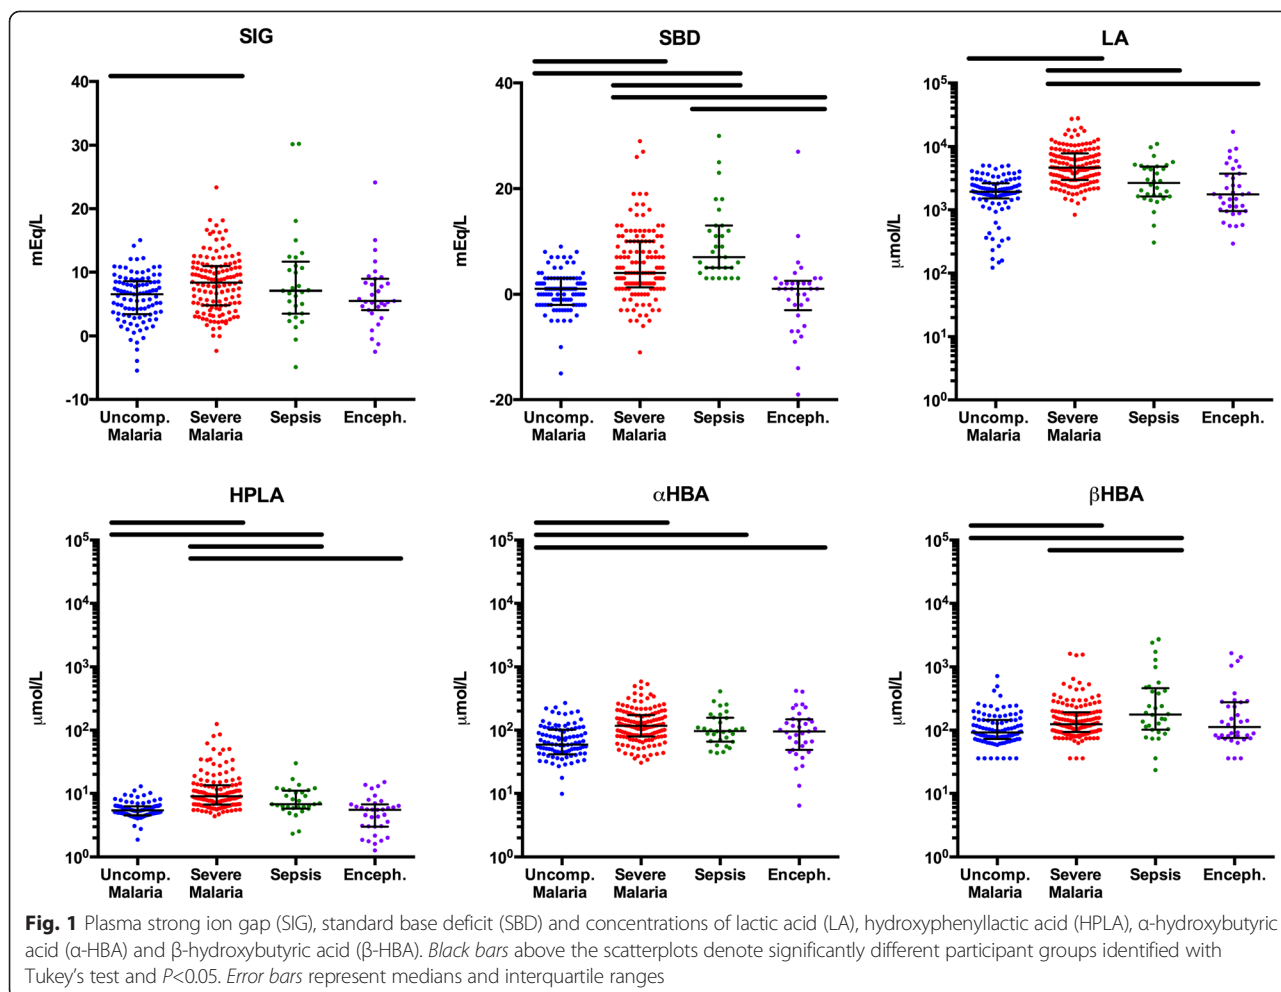 SIG
mEq/L
40
30
20
10
0
-10
Uncomp. Malaria
Severe Malaria
Sepsis
Enceph.
SBD
mEq/L
40
20
0
-20
Uncomp. Malaria
Severe Malaria
Sepsis
Enceph.
LA
μmol/L
10⁵
10⁴
10³
10²
10¹
10⁰
Uncomp. Malaria
Severe Malaria
Sepsis
Enceph.
HPLA
μmol/L
10⁵
10⁴
10³
10²
10¹
10⁰
Uncomp. Malaria
Severe Malaria
Sepsis
Enceph.
αHBA
μmol/L
10⁵
10⁴
10³
10²
10¹
10⁰
Uncomp. Malaria
Severe Malaria
Sepsis
Enceph.
βHBA
μmol/L
10⁵
10⁴
10³
10²
10¹
10⁰
Uncomp. Malaria
Severe Malaria
Sepsis
Enceph.
Fig. 1 Plasma strong ion gap (SIG), standard base deficit (SBD) and concentrations of lactic acid (LA), hydroxyphenyllactic acid (HPLA), α-hydroxybutyric
acid (α-HBA) and β-hydroxybutyric acid (β-HBA). Black bars above the scatterplots denote significantly different participant groups identified with
Tukey's test and P<0.05. Error bars represent medians and interquartile ranges